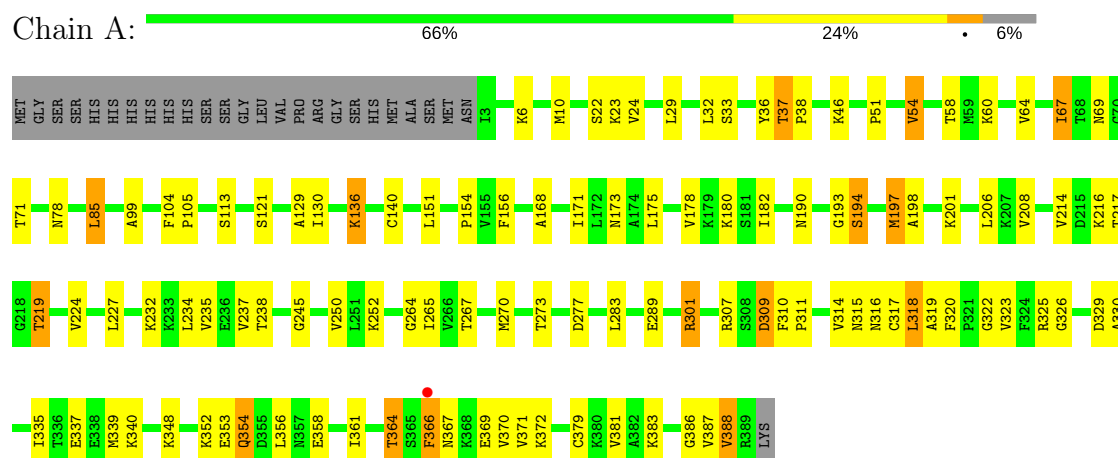 Chain A:
66% 24% • 6%
MET GLY SER SER HIS HIS HIS HIS HIS HIS SER SER GLY LEU VAL PRO ARG GLY SER HIS MET ALA SER MET ASN I3 K6 M10 S22 K23 V24 L29 L32 S33 Y36 T37 P38 K46 P51 V54 T58 M59 K60 V64 I67 T68 N69
T71 N78 L85 A99 F104 P105 S113 S121 A129 I130 K136 C140 L151 P154 V155 F156 A168 I171 L172 N173 A174 L175 V178 K179 K180 S181 I182 N190 G193 S194 M197 A198 K201 L206 K207 V208 V214 D215 K216 T217
G218 T219 V224 L227 K232 K233 L234 V235 E236 V237 T238 G245 V250 L251 K252 G264 I265 V266 T267 M270 T273 D277 L283 E289 R301 R307 S308 D309 F310 P311 V314 N315 N316 C317 L318 A319 F320 P321 G322 V323 F324 R325 G326 D329
I335 T336 E337 E338 M339 K340 K348 K352 E353 Q354 D355 L356 N357 E358 I361 T364 S365 F366 N367 K368 E369 V370 V371 K372 C379 K380 V381 A382 K383 G386 V387 V388 R389 LYS